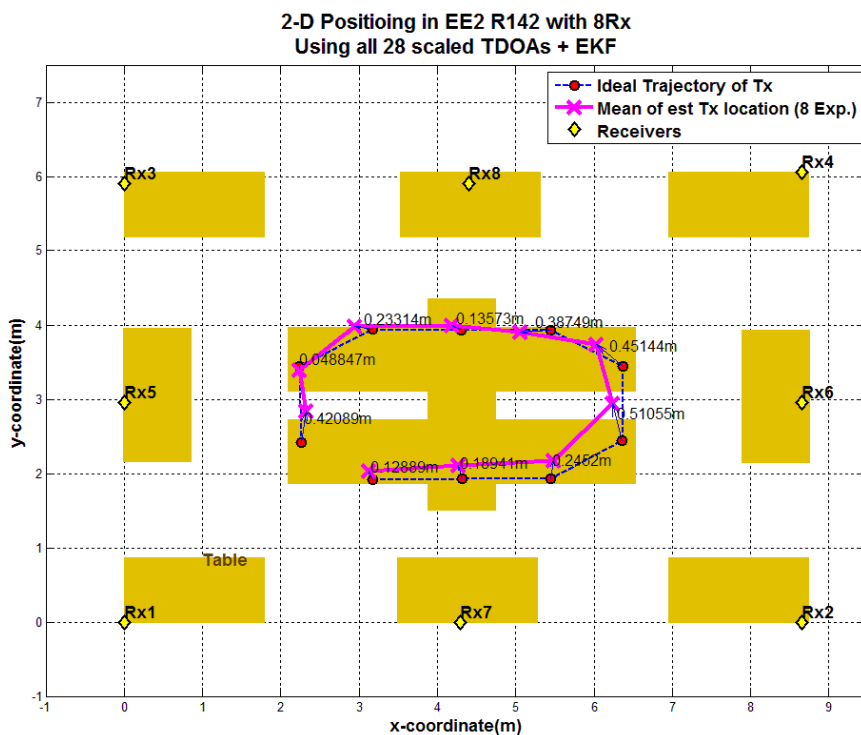 2-D Positioing in EE2 R142 with 8Rx
Using all 28 scaled TDOAs + EKF
Ideal Trajectory of Tx
Mean of est Tx location (8 Exp.)
Receivers
7
6
5
4
3
2
1
0
-1
y-coordinate(m)
Rx3
Rx8
Rx4
0.23314m
0.13573m
0.38749m
0.45144m
0.048847m
Rx5
Rx6
0.42089m
0.51055m
0.12889m
0.18941m
0.2452m
Table
Rx1
Rx7
Rx2
-1 0 1 2 3 4 5 6 7 8 9
x-coordinate(m)